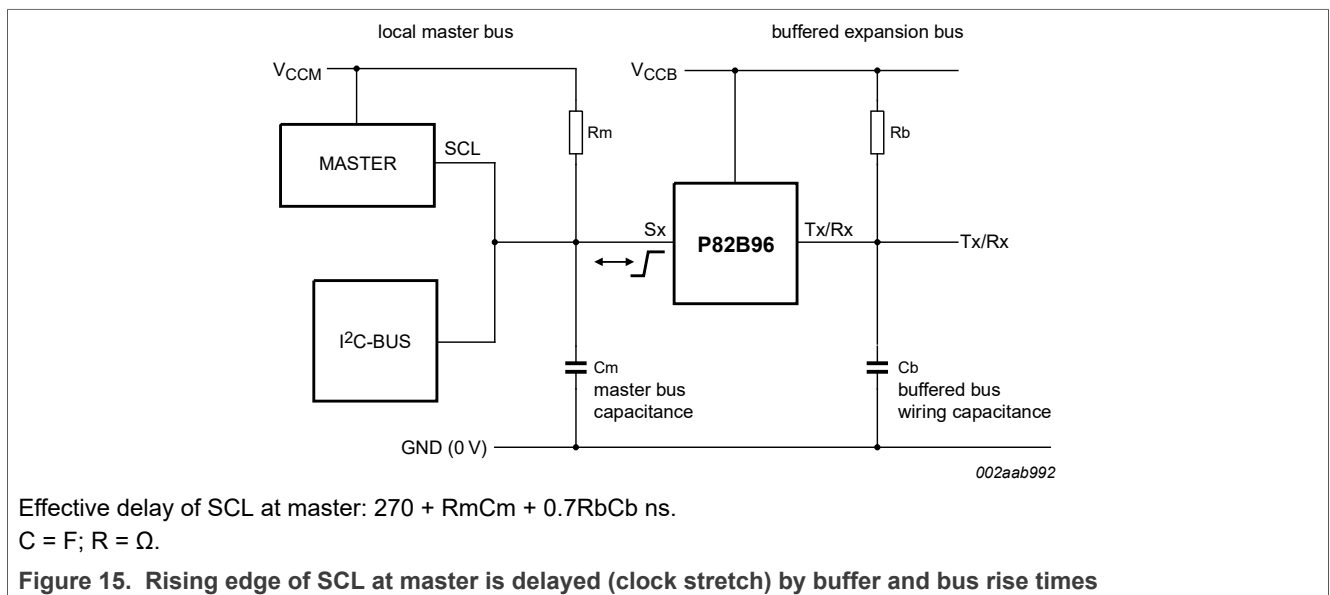 local master bus
buffered expansion bus
VCCM
VCCB
Rm
Rb
MASTER
SCL
Sx
P82B96
Tx/Rx
Tx/Rx
I2C-BUS
Cm
master bus
capacitance
Cb
buffered bus
wiring capacitance
GND (0 V)
002aab992
Effective delay of SCL at master: 270 + RmCm + 0.7RbCb ns.
C = F; R = Ω.
Figure 15. Rising edge of SCL at master is delayed (clock stretch) by buffer and bus rise times